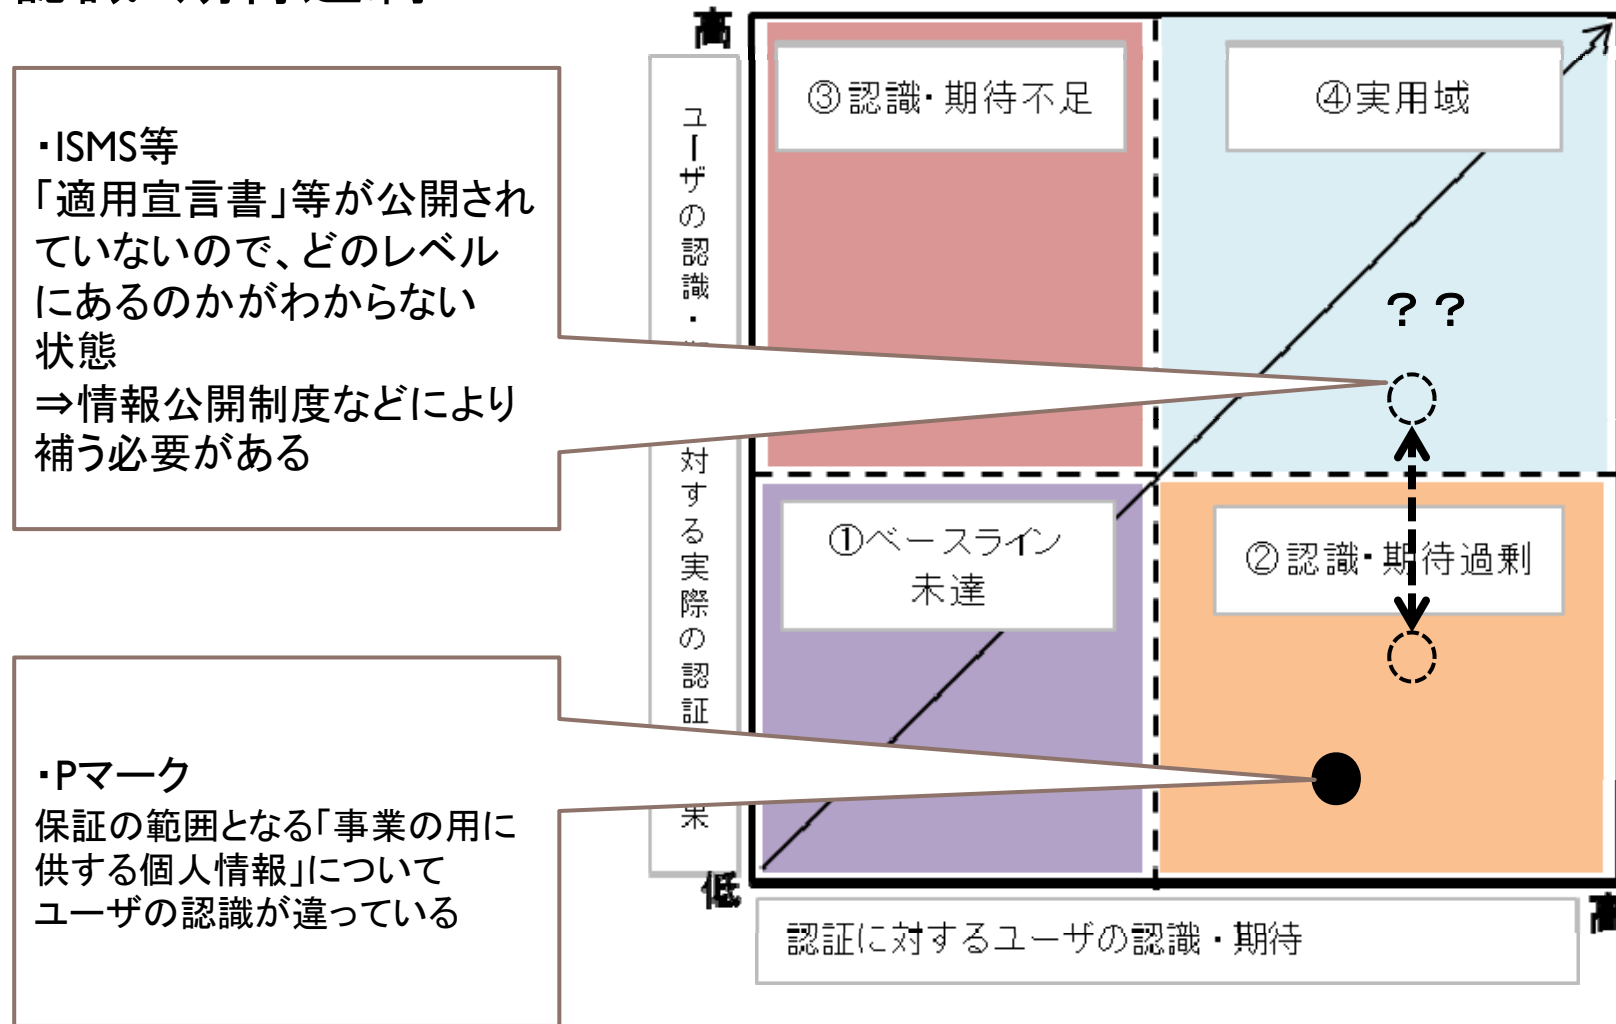 高
・ISMS等
「適用宣言書」等が公開され
ていないので、どのレベル
にあるのかがわからない
状態
⇒情報公開制度などにより
補う必要がある
・Pマーク
保証の範囲となる「事業の用に
供する個人情報」について
ユーザの認識が違っている
ユーザの認識・
対する実際の認証
果
③認識・期待不足
④実用域
？？
①ベースライン
未達
②認識・期待過剰
低
高
認証に対するユーザの認識・期待